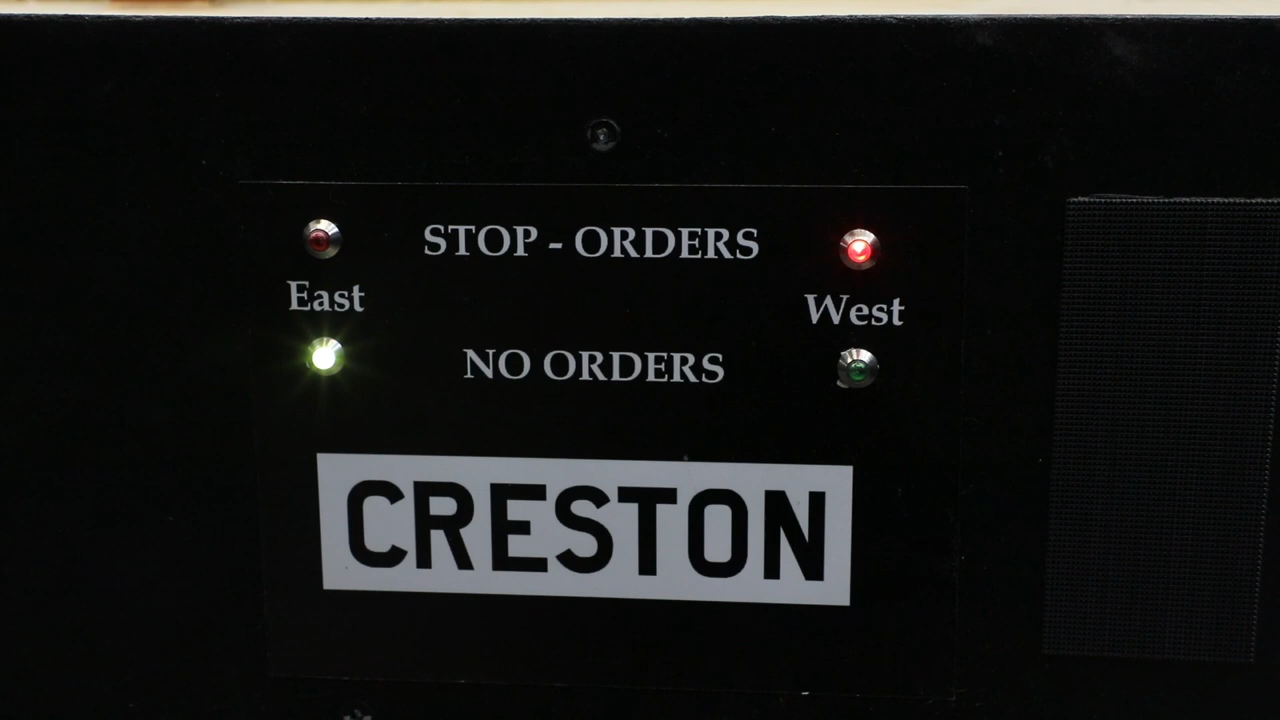 STOP - ORDERS
East
West
NO ORDERS
CRESTON